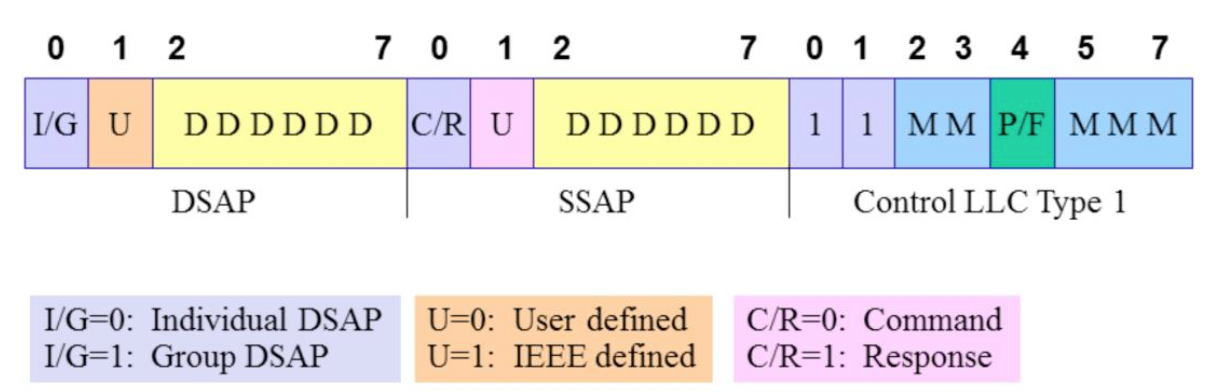 0 1 2 7 0 1 2 7 0 1 2 3 4 5 7
I/G U D D D D D D C/R U D D D D D D 1 1 M M P/F M M M
DSAP SSAP Control LLC Type 1
I/G=0: Individual DSAP
I/G=1: Group DSAP
U=0: User defined
U=1: IEEE defined
C/R=0: Command
C/R=1: Response